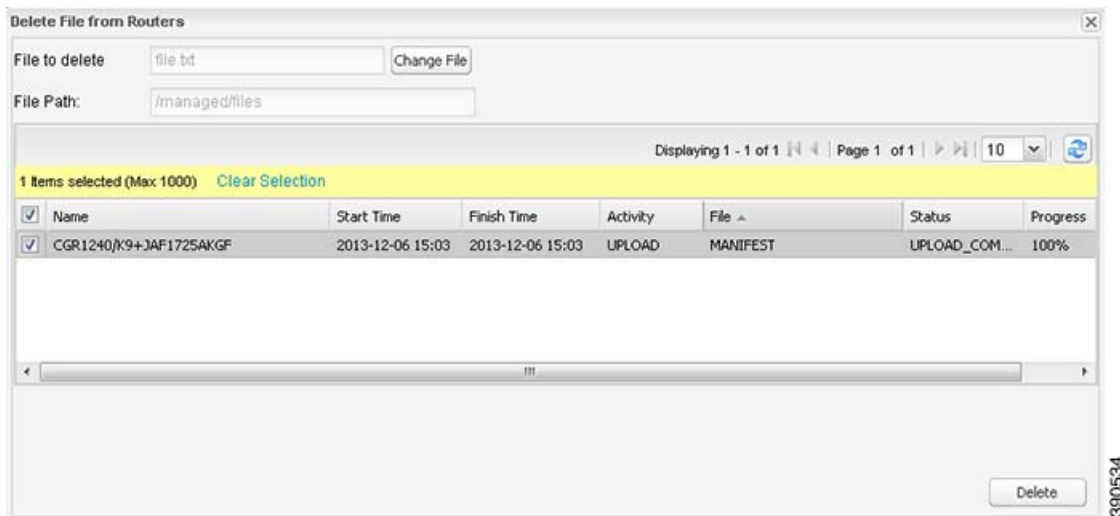 Delete File from Routers
File to delete file.txt Change File
File Path: /managed/files
Displaying 1 - 1 of 1 Page 1 of 1 10
1 Items selected (Max 1000) Clear Selection
Name Start Time Finish Time Activity File Status Progress
CGR1240/K9+JAF1725AKGF 2013-12-06 15:03 2013-12-06 15:03 UPLOAD MANIFEST UPLOAD_COM... 100%
Delete
390534